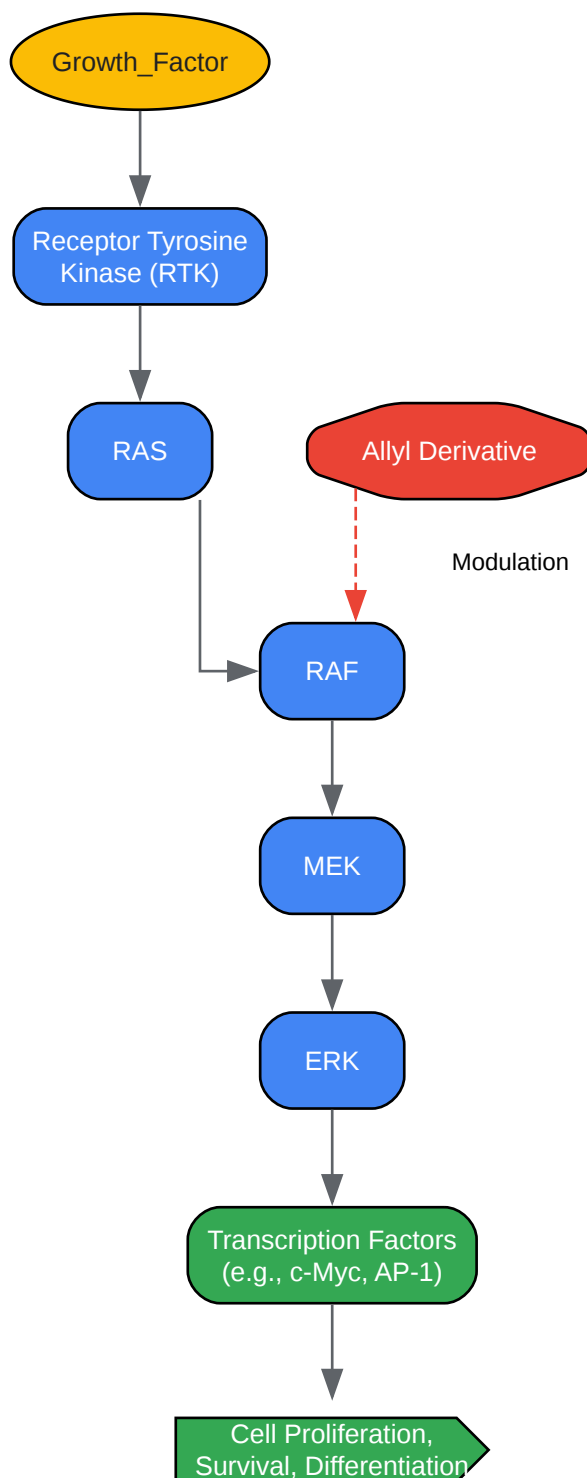 Growth_Factor
Receptor Tyrosine
Kinase (RTK)
RAS
Allyl Derivative
Modulation
RAF
MEK
ERK
Transcription Factors
(e.g., c-Myc, AP-1)
Cell Proliferation,
Survival, Differentiation